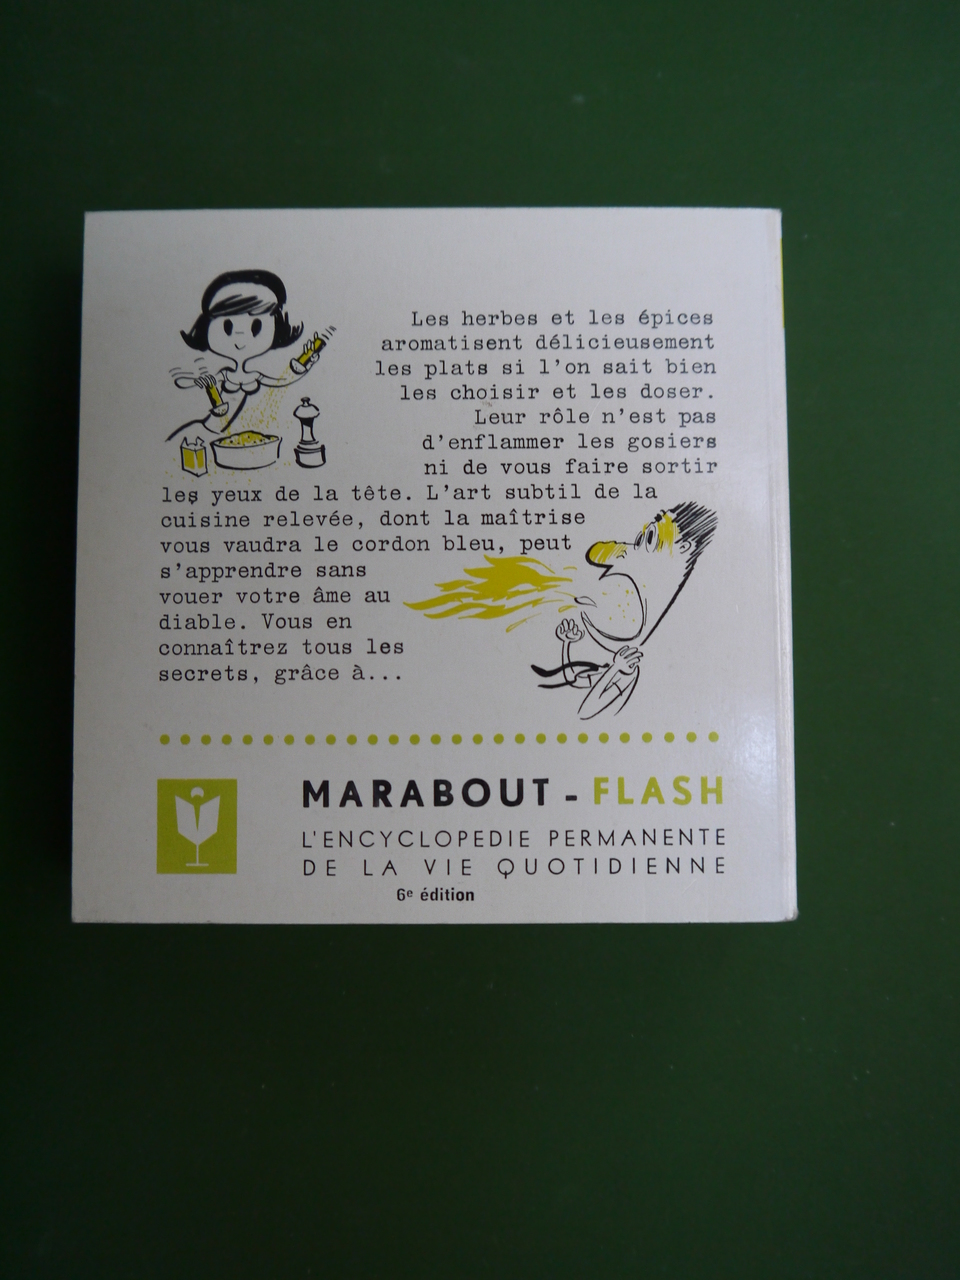 Les herbes et les épices
aromatisent délicieusement
les plats si l'on sait bien
les choisir et les doser.
Leur rôle n'est pas
d'enflammer les gosiers
ni de vous faire sortir
les yeux de la tête. L'art subtil de la
cuisine relevée, dont la maîtrise
vous vaudra le cordon bleu, peut
s'apprendre sans
vouer votre âme au
diable. Vous en
connaîtrez tous les
secrets, grâce à...
MARABOUT - FLASH
L'ENCYCLOPEDIE PERMANENTE
DE LA VIE QUOTIDIENNE
6e édition